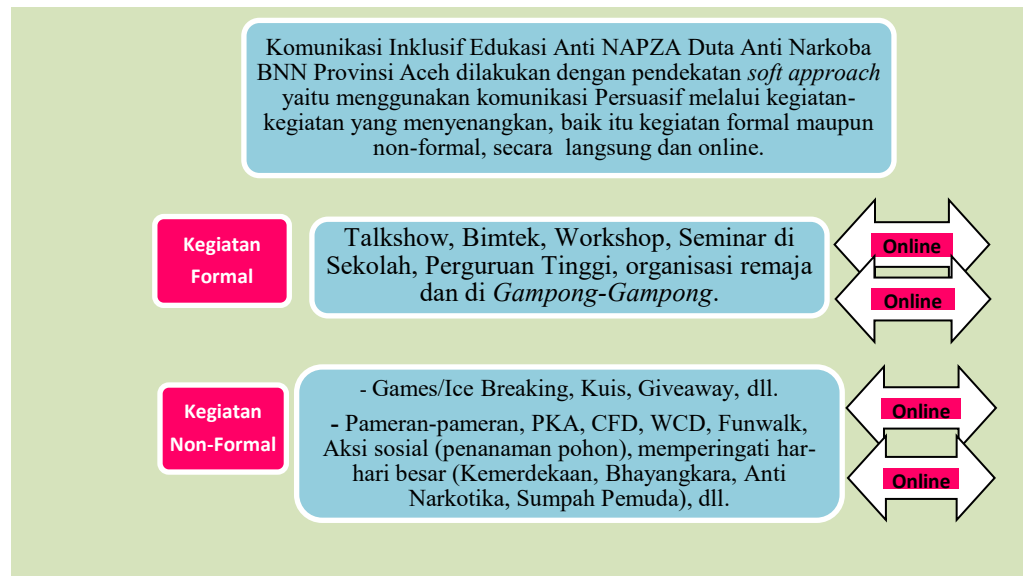 Komunikasi Inklusif Edukasi Anti NAPZA Duta Anti Narkoba
BNN Provinsi Aceh dilakukan dengan pendekatan soft approach
yaitu menggunakan komunikasi Persuasif melalui kegiatan-
kegiatan yang menyenangkan, baik itu kegiatan formal maupun
non-formal, secara langsung dan online.
Kegiatan
Formal
Talkshow, Bimtek, Workshop, Seminar di
Sekolah, Perguruan Tinggi, organisasi remaja
dan di Gampong-Gampong.
Online
Online
Kegiatan
Non-Formal
- Games/Ice Breaking, Kuis, Giveaway, dll.
- Pameran-pameran, PKA, CFD, WCD, Funwalk,
Aksi sosial (penanaman pohon), memperingati har-
hari besar (Kemerdekaan, Bhayangkara, Anti
Narkotika, Sumpah Pemuda), dll.
Online
Online